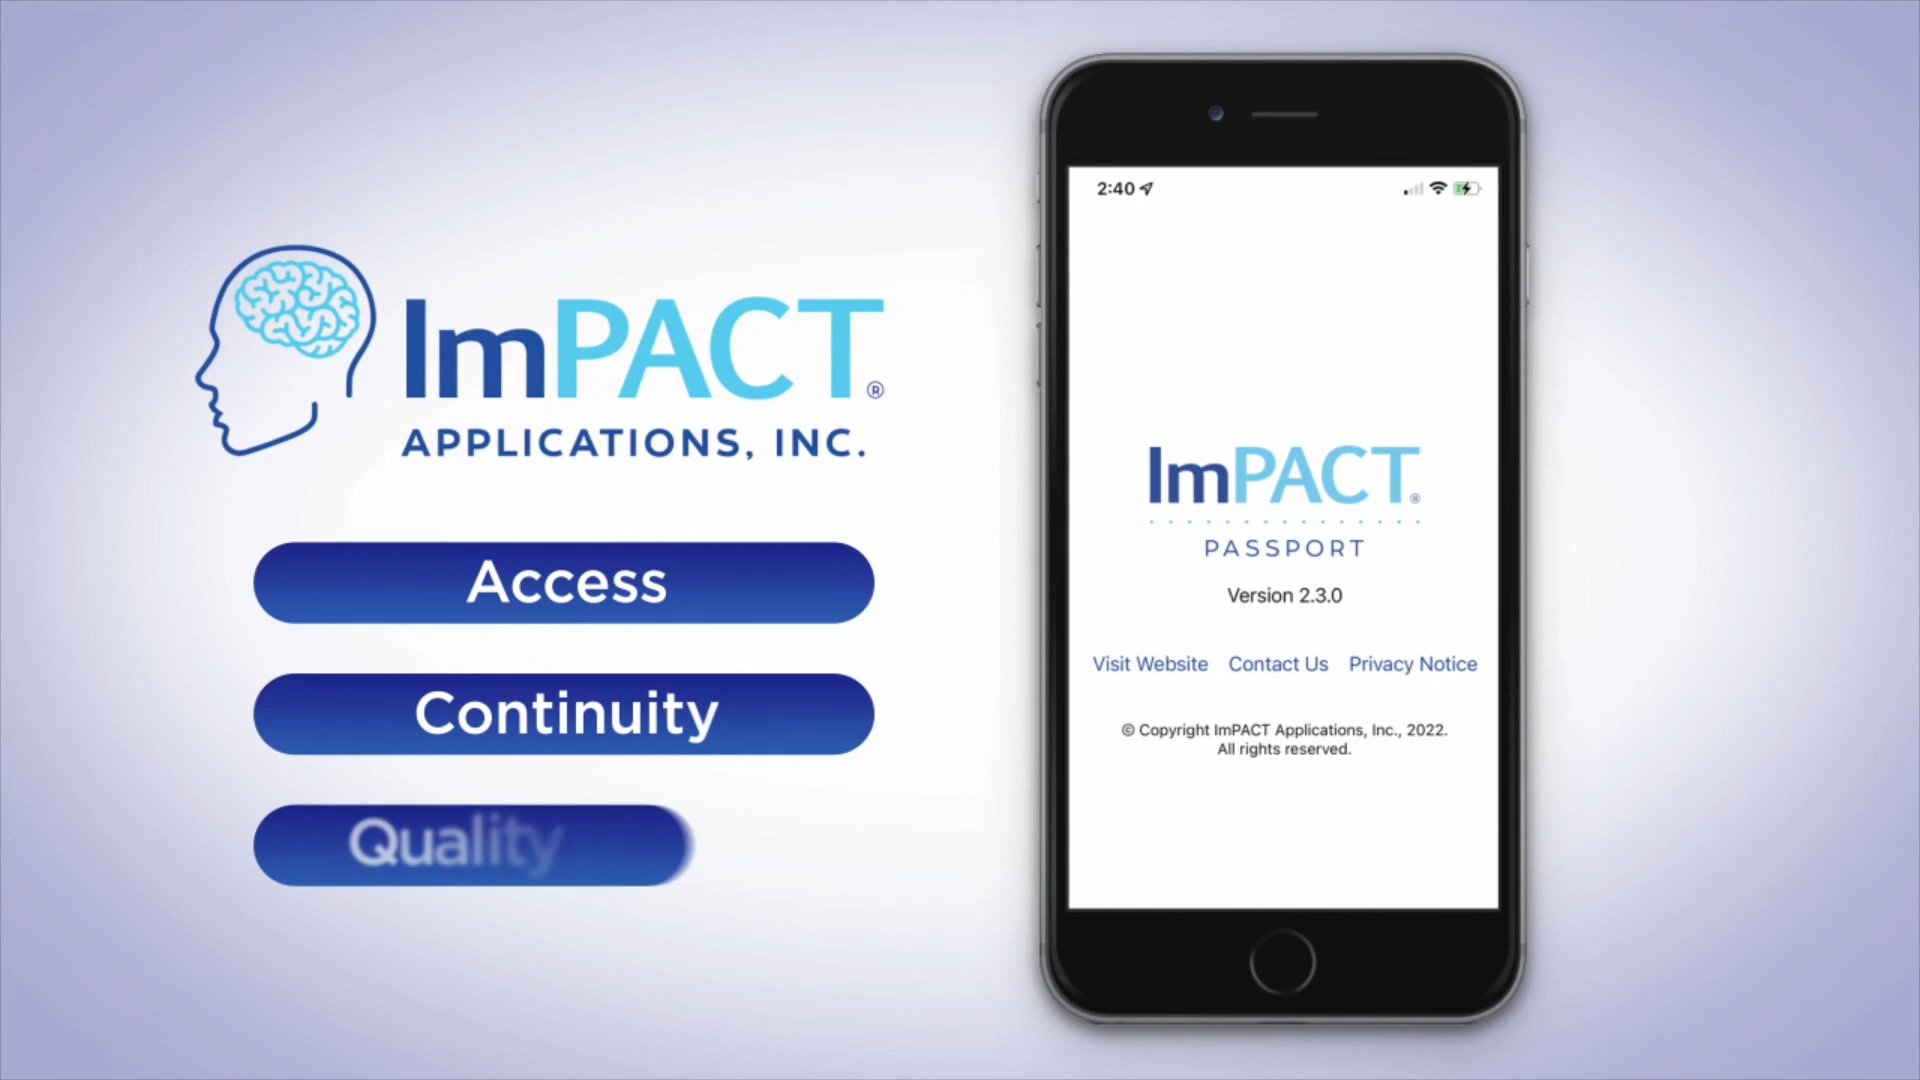 ImPACT®
APPLICATIONS, INC.
Access
Continuity
Quality
2:40
ImPACT®
PASSPORT
Version 2.3.0
Visit Website Contact Us Privacy Notice
© Copyright ImPACT Applications, Inc., 2022.
All rights reserved.